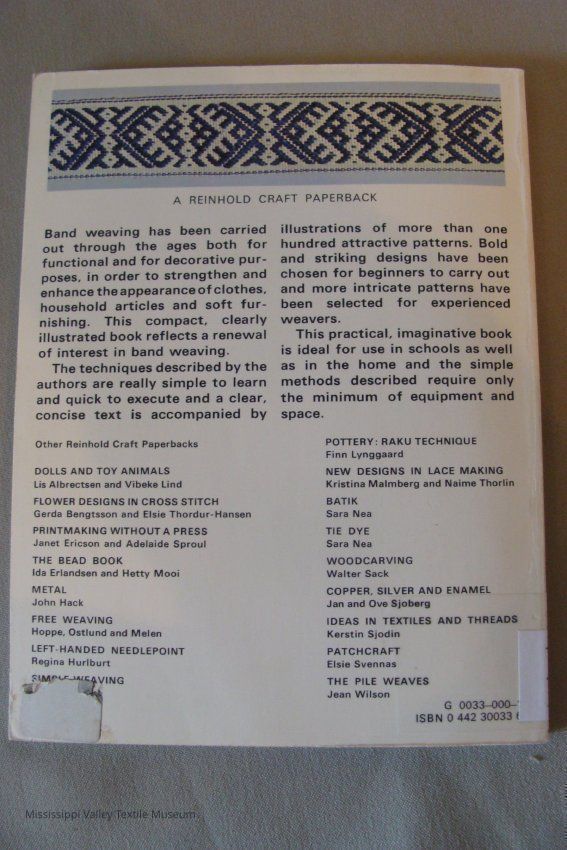 A REINHOLD CRAFT PAPERBACK
Band weaving has been carried
out through the ages both for
functional and for decorative pur-
poses, in order to strengthen and
enhance the appearance of clothes,
household articles and soft fur-
nishing. This compact, clearly
illustrated book reflects a renewal
of interest in band weaving.
The techniques described by the
authors are really simple to learn
and quick to execute and a clear,
concise text is accompanied by
illustrations of more than one
hundred attractive patterns. Bold
and striking designs have been
chosen for beginners to carry out
and more intricate patterns have
been selected for experienced
weavers.
This practical, imaginative book
is ideal for use in schools as well
as in the home and the simple
methods described require only
the minimum of equipment and
space.
Other Reinhold Craft Paperbacks
DOLLS AND TOY ANIMALS
Lis Albrectsen and Vibeke Lind
FLOWER DESIGNS IN CROSS STITCH
Gerda Bengtsson and Elsie Thordur-Hansen
PRINTMAKING WITHOUT A PRESS
Janet Ericson and Adelaide Sproul
THE BEAD BOOK
Ida Erlandsen and Hetty Mooi
METAL
John Hack
FREE WEAVING
Hoppe, Ostlund and Melen
LEFT-HANDED NEEDLEPOINT
Regina Hurlburt
SIMPLE WEAVING
POTTERY: RAKU TECHNIQUE
Finn Lynggaard
NEW DESIGNS IN LACE MAKING
Kristina Malmberg and Naime Thorlin
BATIK
Sara Nea
TIE DYE
Sara Nea
WOODCARVING
Walter Sack
COPPER, SILVER AND ENAMEL
Jan and Ove Sjoberg
IDEAS IN TEXTILES AND THREADS
Kerstin Sjodin
PATCHCRAFT
Elsie Svennas
THE PILE WEAVES
Jean Wilson
G 0033–000–
ISBN 0 442 30033
Mississippi Valley Textile Museum